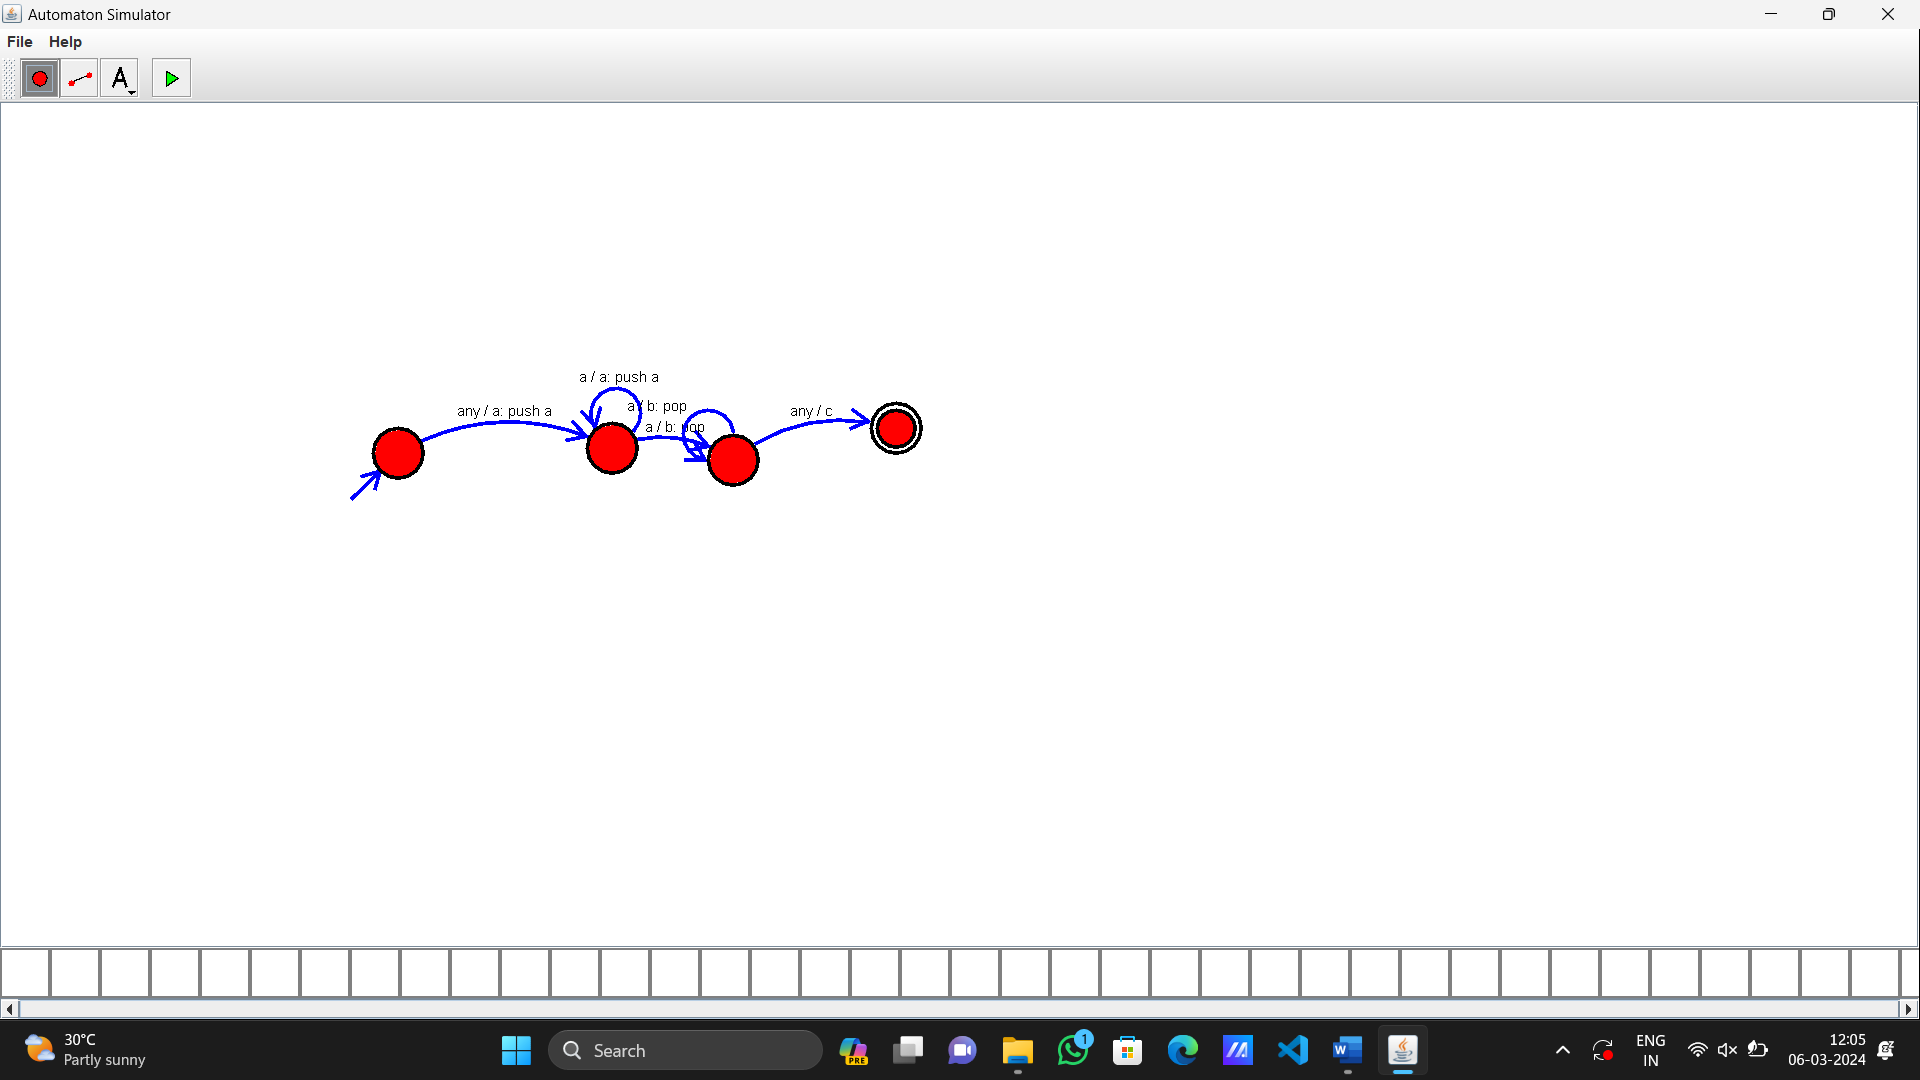 Automaton Simulator
File Help
A
a / a: push a
any / a: push a
a / b: pop
any / c
a / b: pop
30°C
Partly sunny
Search
PRE
1
ENG
IN
12:05
06-03-2024